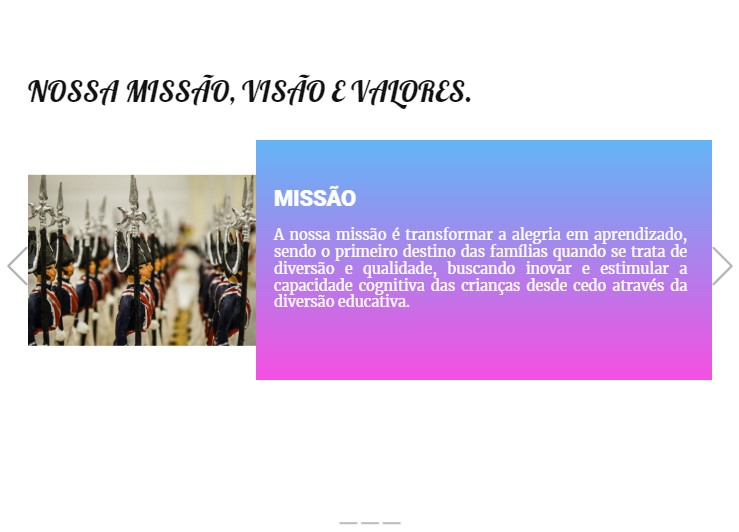 NOSSA MISSÃO, VISÃO E VALORES.
MISSÃO
A nossa missão é transformar a alegria em aprendizado,
sendo o primeiro destino das famílias quando se trata de
diversão e qualidade, buscando inovar e estimular a
capacidade cognitiva das crianças desde cedo através da
diversão educativa.